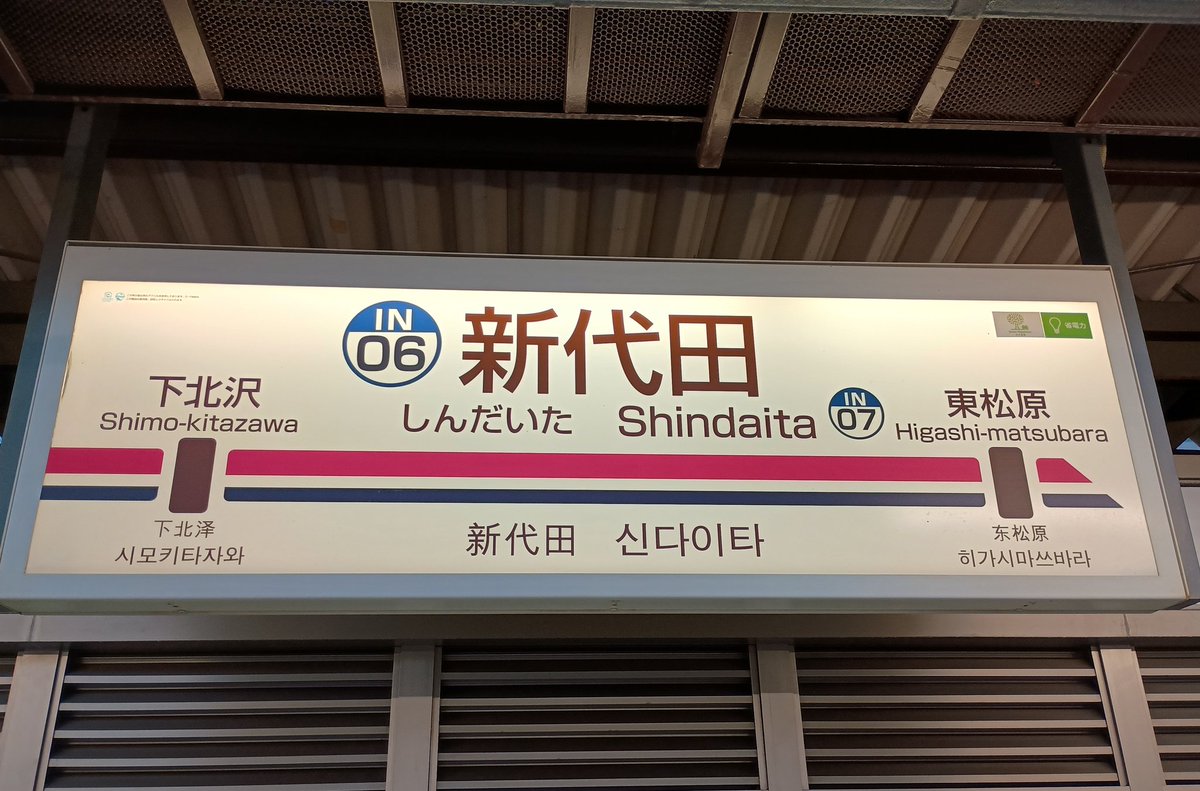 IN
06
新代田
しんだいた Shindaita
下北沢
Shimo-kitazawa
IN
07
東松原
Higashi-matsubara
省電力
下北泽
시모키타자와
新代田 신다이타
东松原
히가시마쓰바라